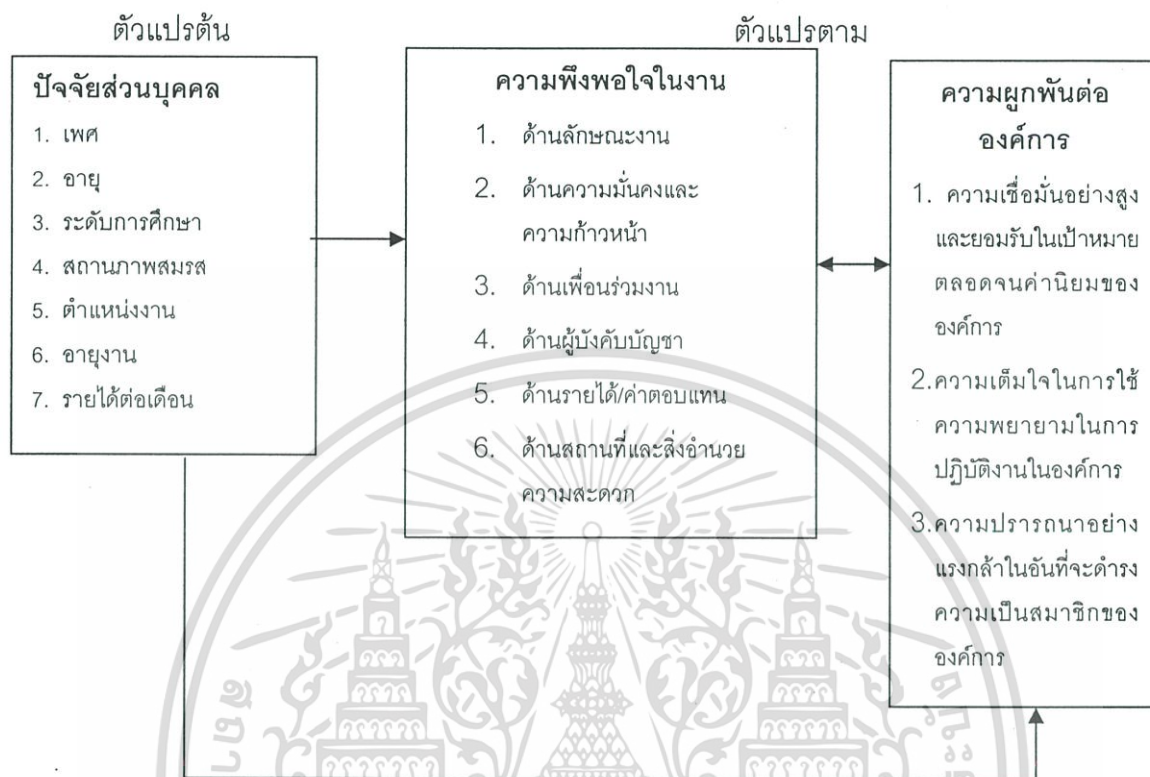 ตัวแปรต้น
ตัวแปรตาม
ปัจจัยส่วนบุคคล
1. เพศ
2. อายุ
3. ระดับการศึกษา
4. สถานภาพสมรส
5. ตำแหน่งงาน
6. อายุงาน
7. รายได้ต่อเดือน
ความพึงพอใจในงาน
1. ด้านลักษณะงาน
2. ด้านความมั่นคงและ
ความก้าวหน้า
3. ด้านเพื่อนร่วมงาน
4. ด้านผู้บังคับบัญชา
5. ด้านรายได้/ค่าตอบแทน
6. ด้านสถานที่และสิ่งอำนวย
ความสะดวก
ความผูกพันต่อ
องค์การ
1. ความเชื่อมั่นอย่างสูง
และยอมรับในเป้าหมาย
ตลอดจนค่านิยมของ
องค์การ
2.ความเต็มใจในการใช้
ความพยายามในการ
ปฏิบัติงานในองค์การ
3.ความปรารถนาอย่าง
แรงกล้าในอันที่จะดำรง
ความเป็นสมาชิกของ
องค์การ